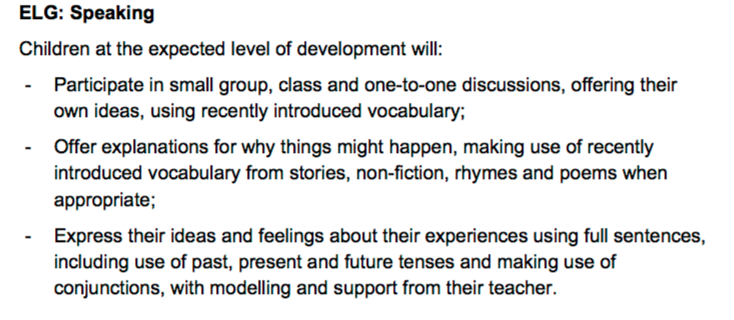 ELG: Speaking
Children at the expected level of development will:
- Participate in small group, class and one-to-one discussions, offering their
own ideas, using recently introduced vocabulary;
- Offer explanations for why things might happen, making use of recently
introduced vocabulary from stories, non-fiction, rhymes and poems when
appropriate;
- Express their ideas and feelings about their experiences using full sentences,
including use of past, present and future tenses and making use of
conjunctions, with modelling and support from their teacher.